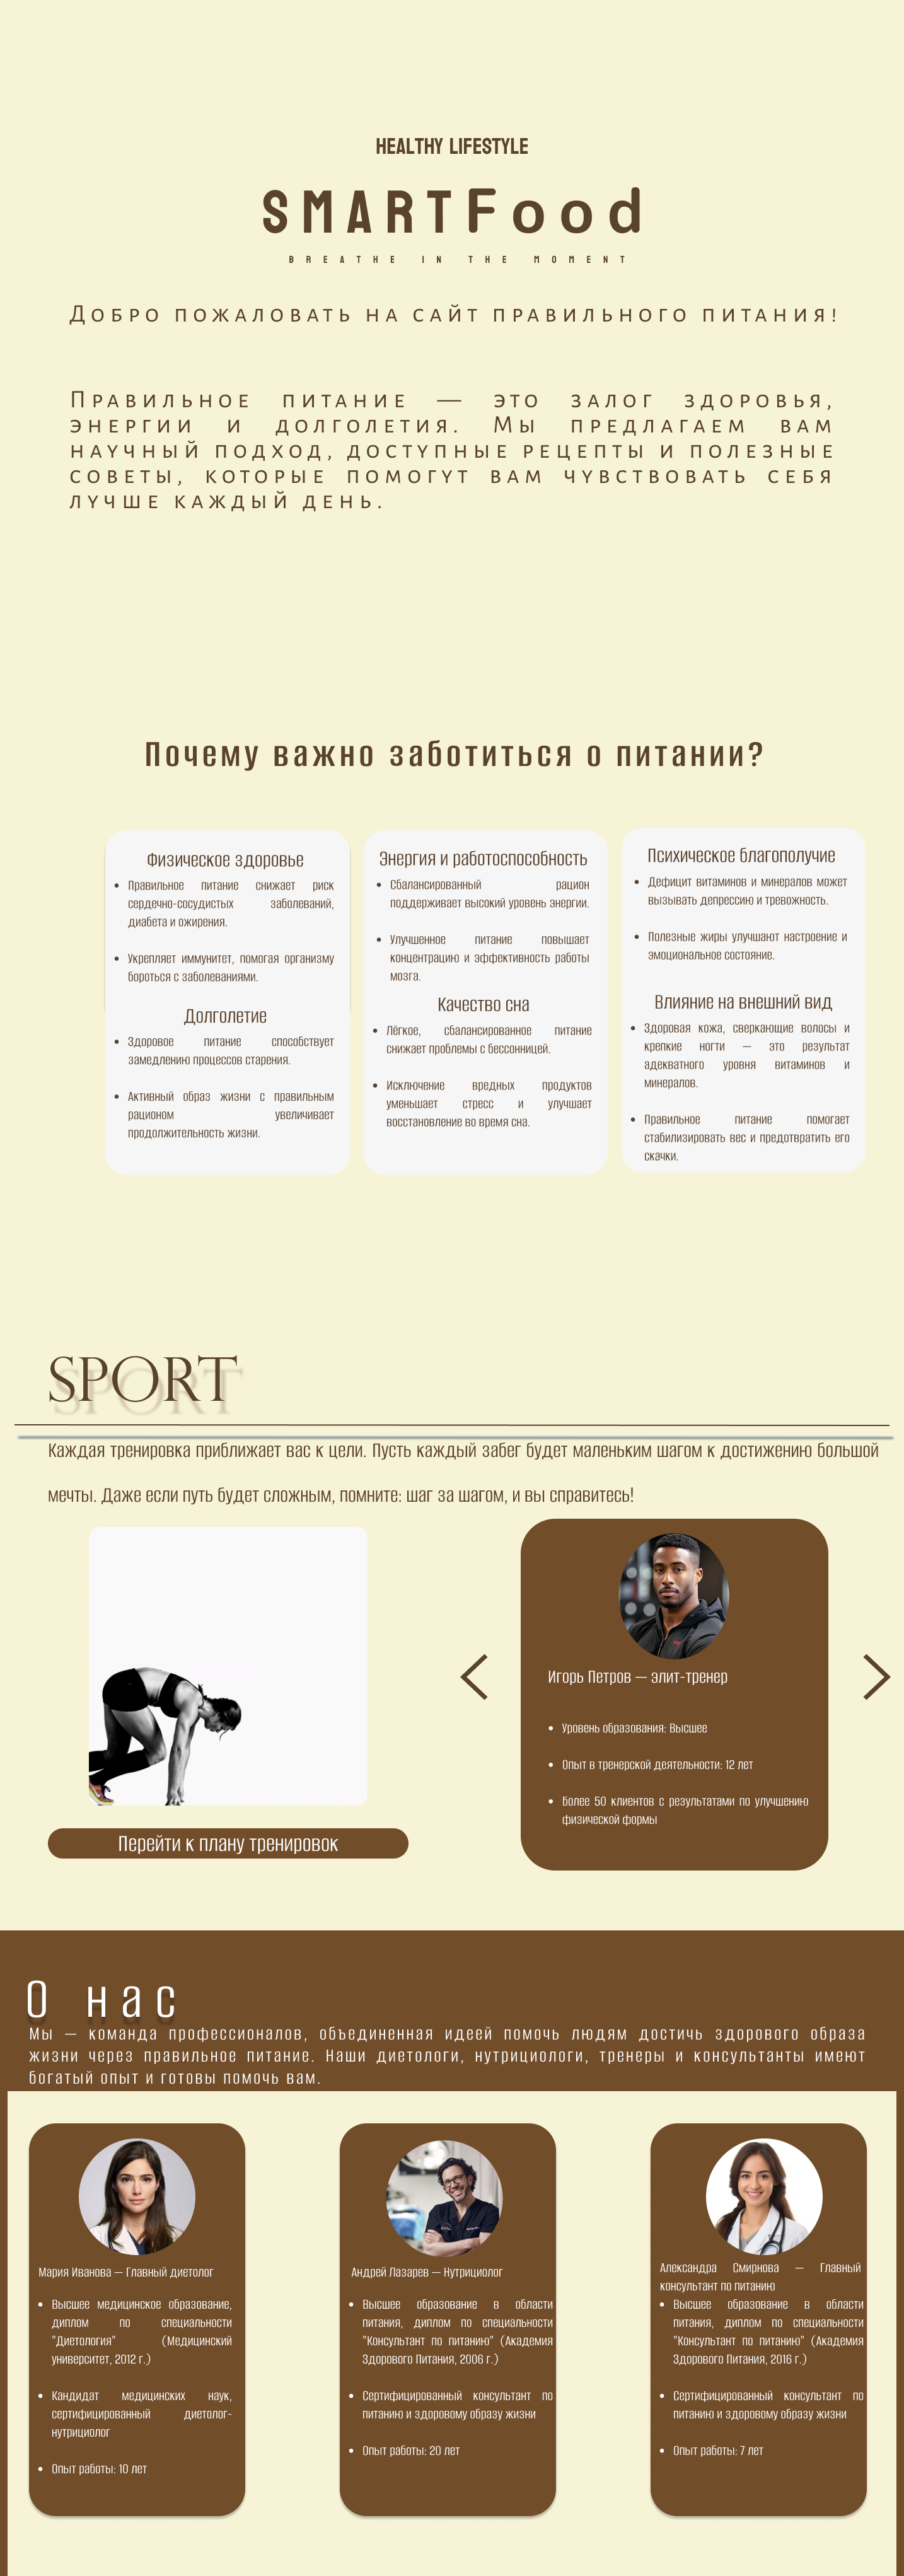 HEALTHY LIFESTYLE
SMARTFood
BREATHE IN THE MOMENT
Добро пожаловать на сайт правильного питания!
Правильное питание — это залог здоровья,
энергии и долголетия. Мы предлагаем вам
научный подход, доступные рецепты и полезные
советы, которые помогут вам чувствовать себя
лучше каждый день.
Почему важно заботиться о питании?
Физическое здоровье
• Правильное питание снижает риск
сердечно-сосудистых заболеваний,
диабета и ожирения.
• Укрепляет иммунитет, помогая организму
бороться с заболеваниями.
Долголетие
• Здоровое питание способствует
замедлению процессов старения.
• Активный образ жизни с правильным
рационом увеличивает
продолжительность жизни.
Энергия и работоспособность
• Сбалансированный рацион
поддерживает высокий уровень энергии.
• Улучшенное питание повышает
концентрацию и эффективность работы
мозга.
Качество сна
• Лёгкое, сбалансированное питание
снижает проблемы с бессонницей.
• Исключение вредных продуктов
уменьшает стресс и улучшает
восстановление во время сна.
Психическое благополучие
• Дефицит витаминов и минералов может
вызывать депрессию и тревожность.
• Полезные жиры улучшают настроение и
эмоциональное состояние.
Влияние на внешний вид
• Здоровая кожа, сверкающие волосы и
крепкие ногти — это результат
адекватного уровня витаминов и
минералов.
• Правильное питание помогает
стабилизировать вес и предотвратить его
скачки.
SPORT
Каждая тренировка приближает вас к цели. Пусть каждый забег будет маленьким шагом к достижению большой
мечты. Даже если путь будет сложным, помните: шаг за шагом, и вы справитесь!
Перейти к плану тренировок
Игорь Петров — элит-тренер
• Уровень образования: Высшее
• Опыт в тренерской деятельности: 12 лет
• Более 50 клиентов с результатами по улучшению
физической формы
О нас
Мы — команда профессионалов, объединенная идеей помочь людям достичь здорового образа
жизни через правильное питание. Наши диетологи, нутрициологи, тренеры и консультанты имеют
богатый опыт и готовы помочь вам.
Мария Иванова — Главный диетолог
• Высшее медицинское образование,
диплом по специальности
"Диетология" (Медицинский
университет, 2012 г.)
• Кандидат медицинских наук,
сертифицированный диетолог-
нутрициолог
• Опыт работы: 10 лет
Андрей Лазарев — Нутрициолог
• Высшее образование в области
питания, диплом по специальности
"Консультант по питанию" (Академия
Здорового Питания, 2006 г.)
• Сертифицированный консультант по
питанию и здоровому образу жизни
• Опыт работы: 20 лет
Александра Смирнова — Главный
консультант по питанию
• Высшее образование в области
питания, диплом по специальности
"Консультант по питанию" (Академия
Здорового Питания, 2016 г.)
• Сертифицированный консультант по
питанию и здоровому образу жизни
• Опыт работы: 7 лет